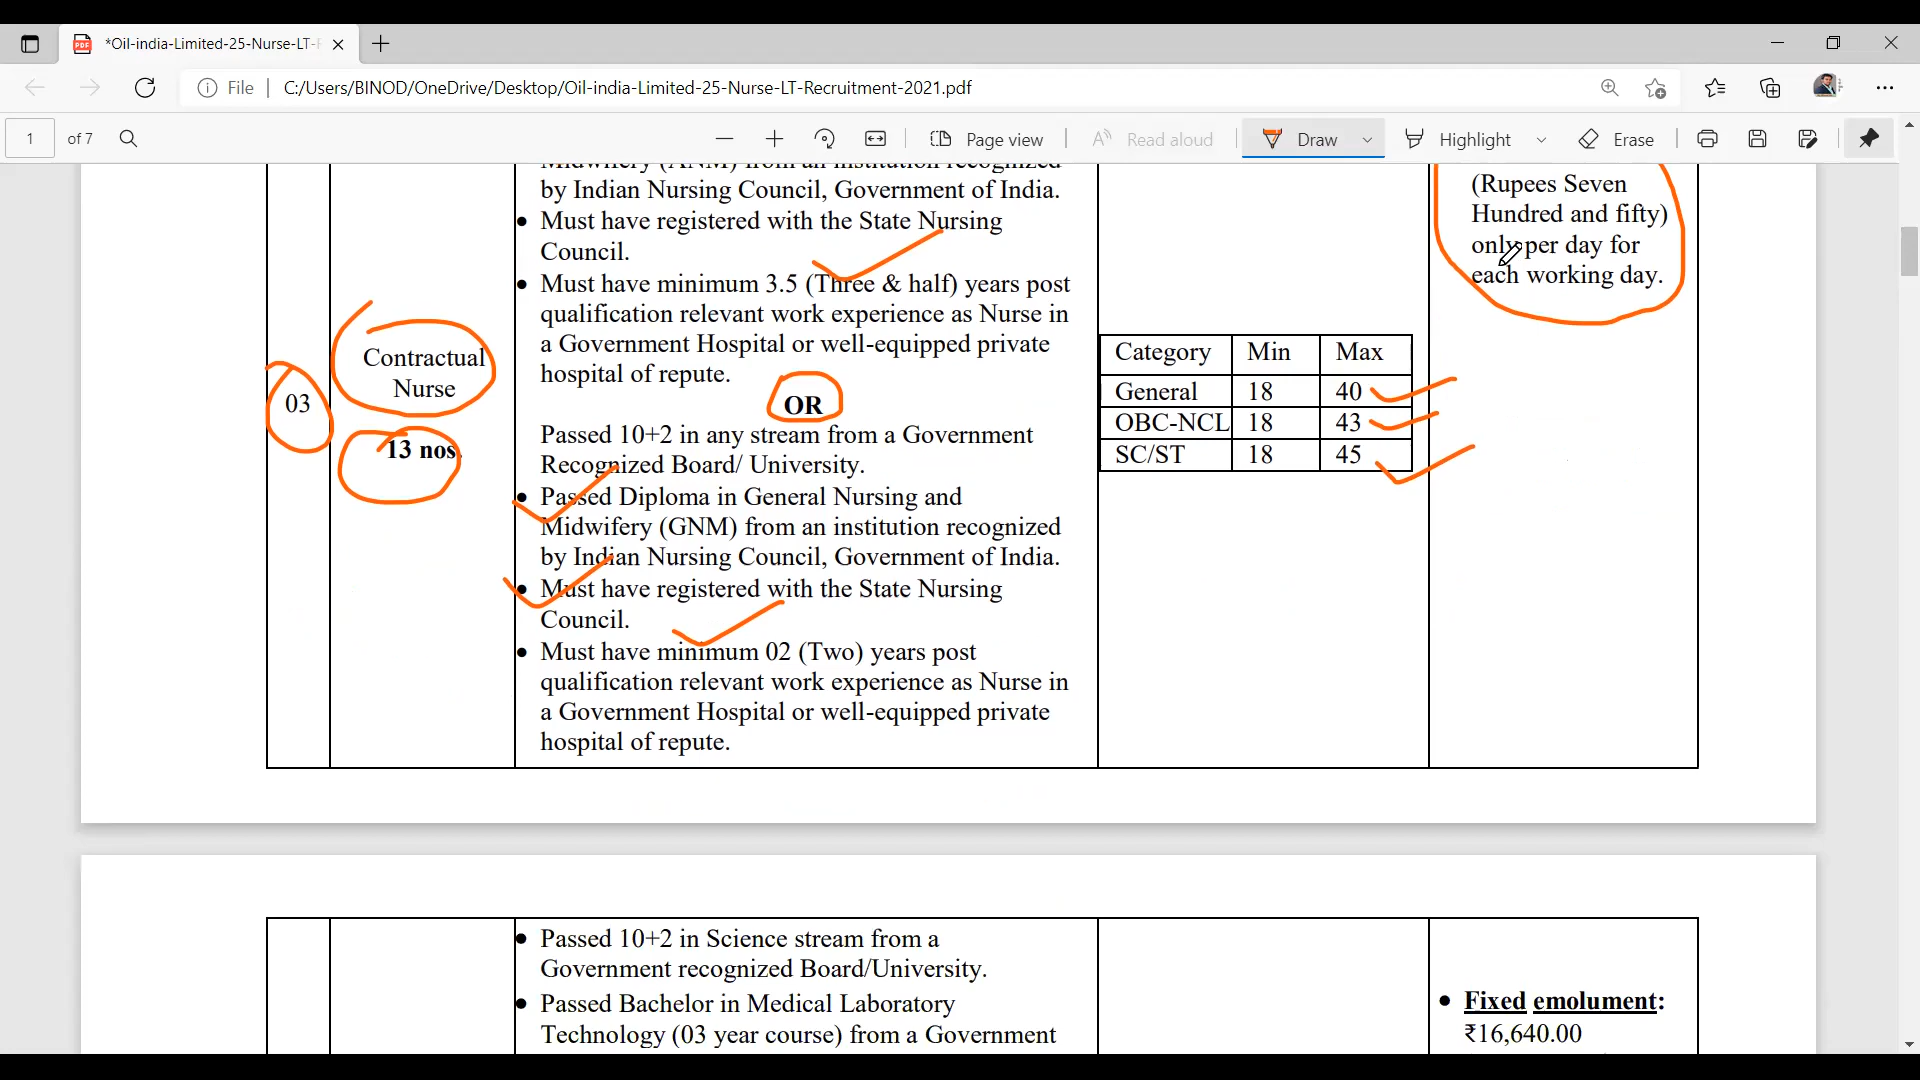 *Oil-india-Limited-25-Nurse-LT-R
File
C:/Users/BINOD/OneDrive/Desktop/Oil-india-Limited-25-Nurse-LT-Recruitment-2021.pdf
1 of 7
Page view
Read aloud
Draw
Highlight
Erase
Midwifery (ANM) from an institution recognized
by Indian Nursing Council, Government of India.
• Must have registered with the State Nursing
Council.
• Must have minimum 3.5 (Three & half) years post
qualification relevant work experience as Nurse in
a Government Hospital or well-equipped private
hospital of repute.
OR
Passed 10+2 in any stream from a Government
Recognized Board/ University.
• Passed Diploma in General Nursing and
Midwifery (GNM) from an institution recognized
by Indian Nursing Council, Government of India.
• Must have registered with the State Nursing
Council.
• Must have minimum 02 (Two) years post
qualification relevant work experience as Nurse in
a Government Hospital or well-equipped private
hospital of repute.
03
Contractual
Nurse
13 nos.
Category Min Max
General 18 40
OBC-NCL 18 43
SC/ST 18 45
(Rupees Seven
Hundred and fifty)
only per day for
each working day.
• Passed 10+2 in Science stream from a
Government recognized Board/University.
• Passed Bachelor in Medical Laboratory
Technology (03 year course) from a Government
• Fixed emolument:
₹16,640.00